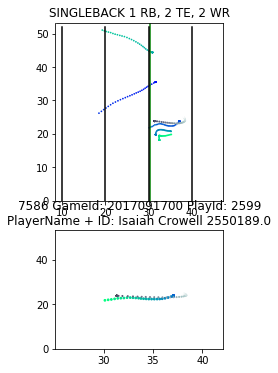 SINGLEBACK 1 RB, 2 TE, 2 WR
50
40
30
20
10
0
10 20 30 40
7586 GameId: 2017091700 PlayId: 2599
PlayerName + ID: Isaiah Crowell 2550189.0
40
20
0
30 35 40